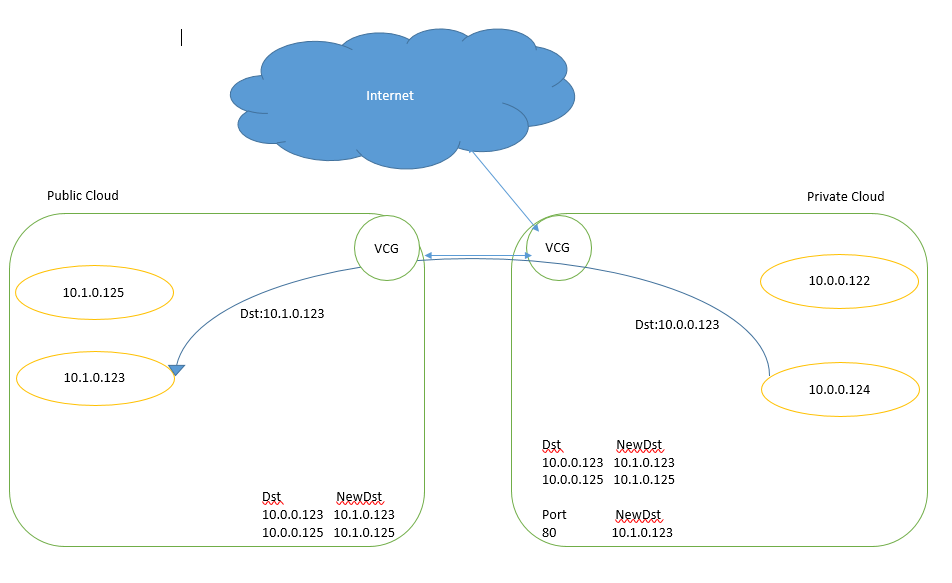 Internet
Public Cloud
Private Cloud
VCG
VCG
10.1.0.125
10.0.0.122
Dst:10.1.0.123
Dst:10.0.0.123
10.1.0.123
10.0.0.124
Dst NewDst
10.0.0.123 10.1.0.123
10.0.0.125 10.1.0.125
Dst NewDst
10.0.0.123 10.1.0.123
10.0.0.125 10.1.0.125
Port NewDst
80 10.1.0.123